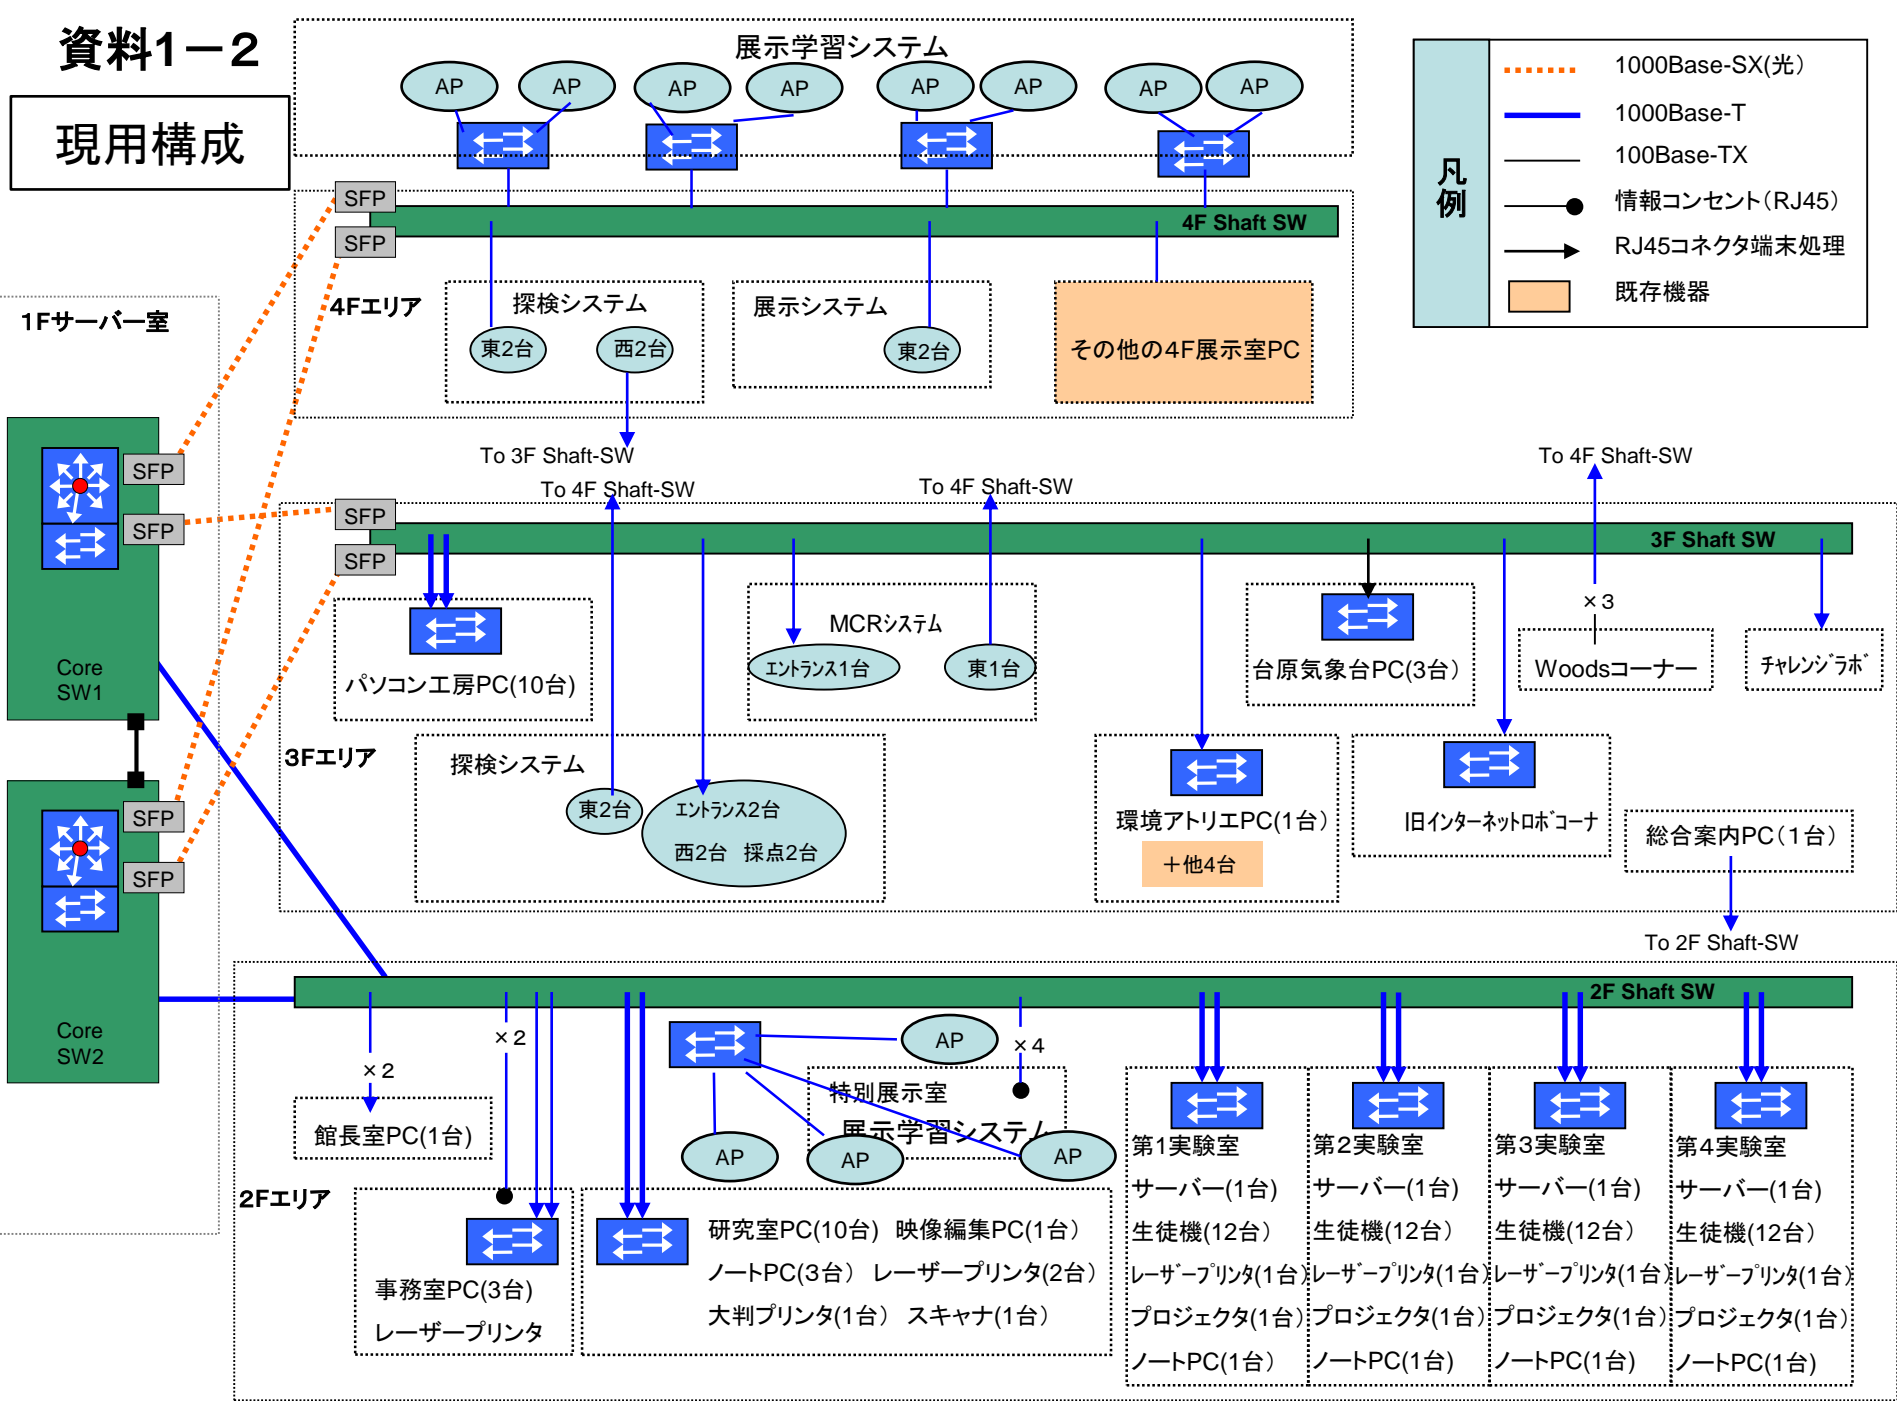 資料1－2
現用構成
展示学習システム
AP
AP
AP
AP
AP
AP
AP
AP
凡例
1000Base-SX(光）
1000Base-T
100Base-TX
情報コンセント（RJ45）
RJ45コネクタ端末処理
既存機器
SFP
SFP
4F Shaft SW
4Fエリア
探検システム
東2台
西2台
展示システム
東2台
その他の4F展示室PC
To 3F Shaft-SW
1Fサーバー室
SFP
SFP
Core
SW1
SFP
SFP
Core
SW2
To 4F Shaft-SW
To 4F Shaft-SW
To 4F Shaft-SW
SFP
SFP
3F Shaft SW
3Fエリア
パソコン工房PC(10台)
MCRｼｽﾃﾑ
ｴﾝﾄﾗﾝｽ1台
東1台
台原気象台PC(3台）
×3
Woodsコーナー
ﾁｬﾚﾝｼﾞﾗﾎﾞ
探検システム
東2台
ｴﾝﾄﾗﾝｽ2台
西2台 採点2台
環境アトリエPC(1台）
＋他4台
旧ｲﾝﾀｰﾈｯﾄﾛﾎﾞｺｰﾅ
総合案内PC（1台）
To 2F Shaft-SW
2F Shaft SW
2Fエリア
×2
館長室PC(1台)
×2
事務室PC(3台)
レーザープリンタ
AP
AP
AP
AP
×4
特別展示室
展示学習システム
研究室PC(10台) 映像編集PC(1台）
ノートPC(3台） レーザープリンタ(2台)
大判プリンタ(1台） スキャナ(1台）
第1実験室
サーバー(1台)
生徒機(12台）
ﾚｰｻﾞｰﾌﾟﾘﾝﾀ(1台)
プロジェクタ(1台)
ノートPC(1台）
第2実験室
サーバー(1台)
生徒機(12台）
ﾚｰｻﾞｰﾌﾟﾘﾝﾀ(1台)
プロジェクタ(1台)
ノートPC(1台)
第3実験室
サーバー(1台)
生徒機(12台）
ﾚｰｻﾞｰﾌﾟﾘﾝﾀ(1台)
プロジェクタ(1台)
ノートPC(1台)
第4実験室
サーバー(1台)
生徒機(12台）
ﾚｰｻﾞｰﾌﾟﾘﾝﾀ(1台)
プロジェクタ(1台)
ノートPC(1台)